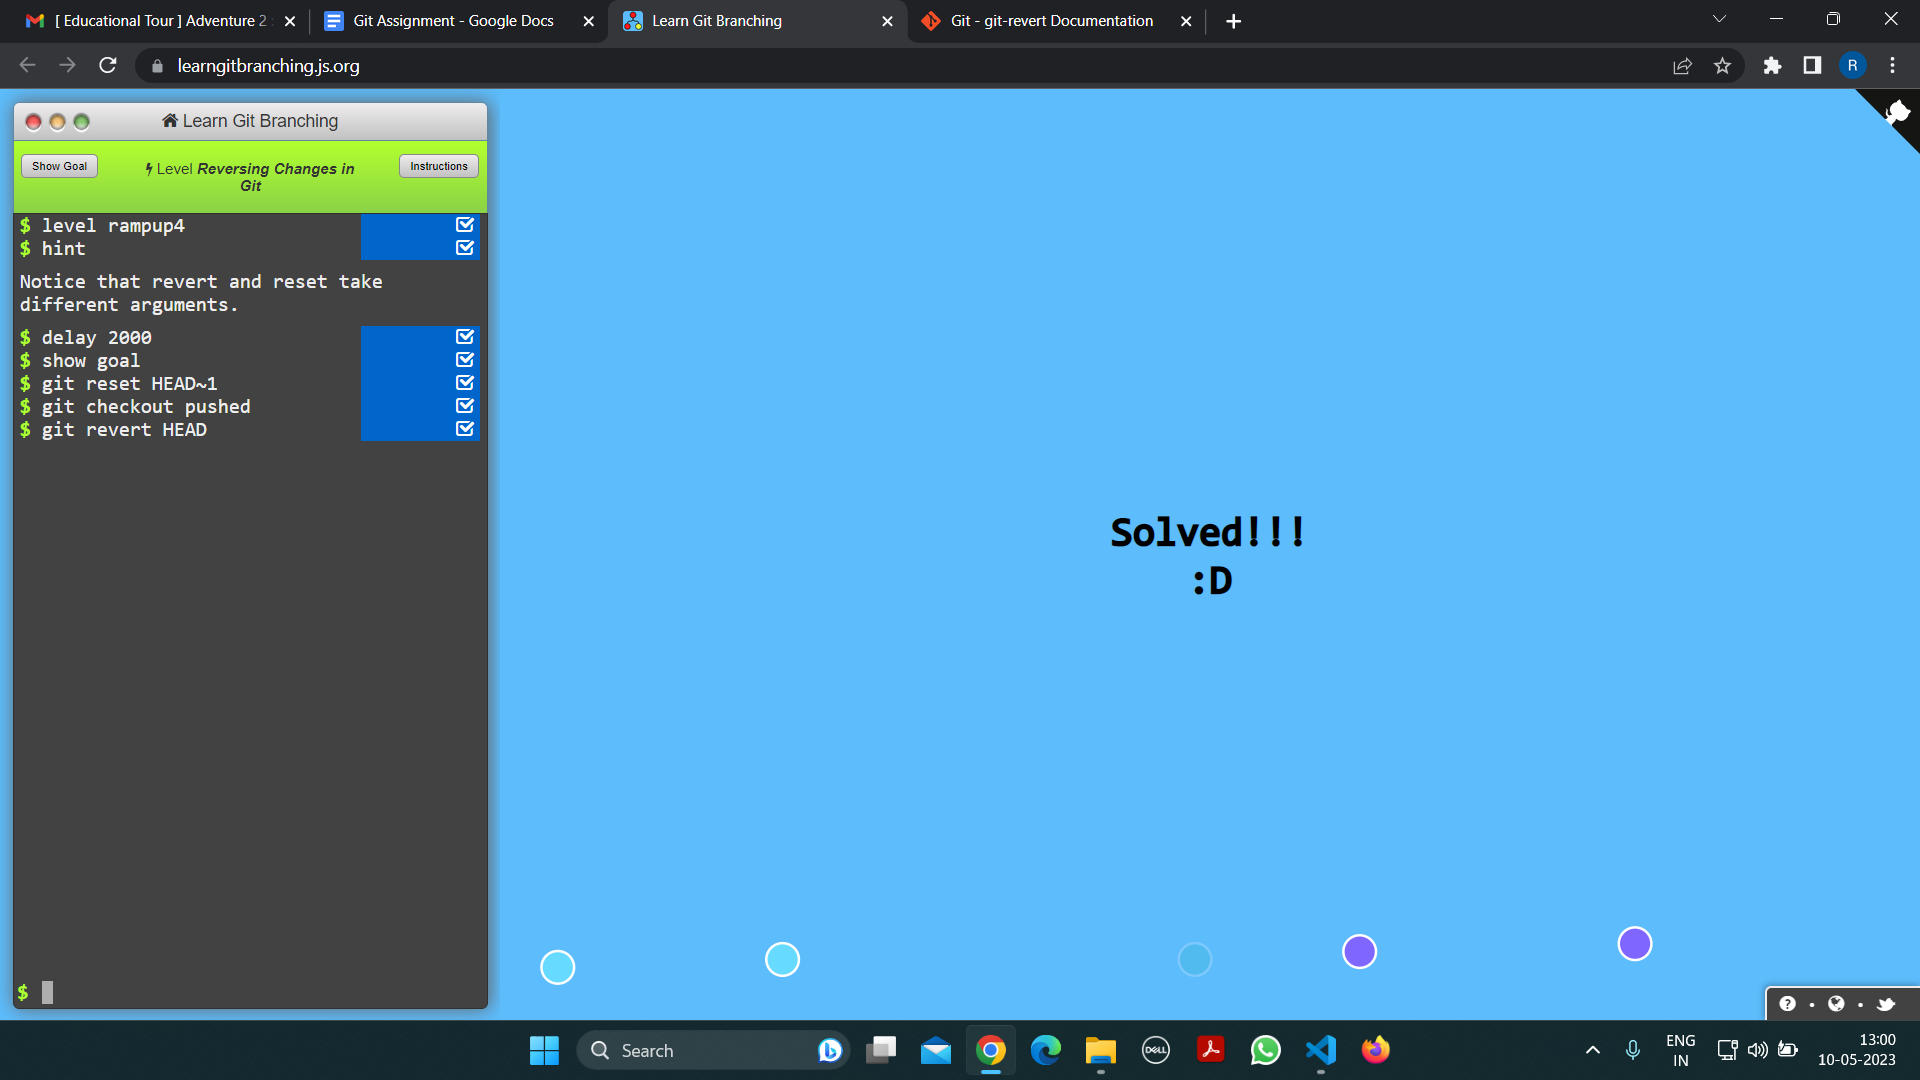 [ Educational Tour ] Adventure 2
Git Assignment - Google Docs
Learn Git Branching
Git - git-revert Documentation
learngitbranching.js.org
R
Learn Git Branching
Show Goal
Level Reversing Changes in
Git
Instructions
$ level rampup4
$ hint
Notice that revert and reset take
different arguments.
$ delay 2000
$ show goal
$ git reset HEAD~1
$ git checkout pushed
$ git revert HEAD
$
Solved!!!
:D
?
Search
DELL
ENG
IN
13:00
10-05-2023